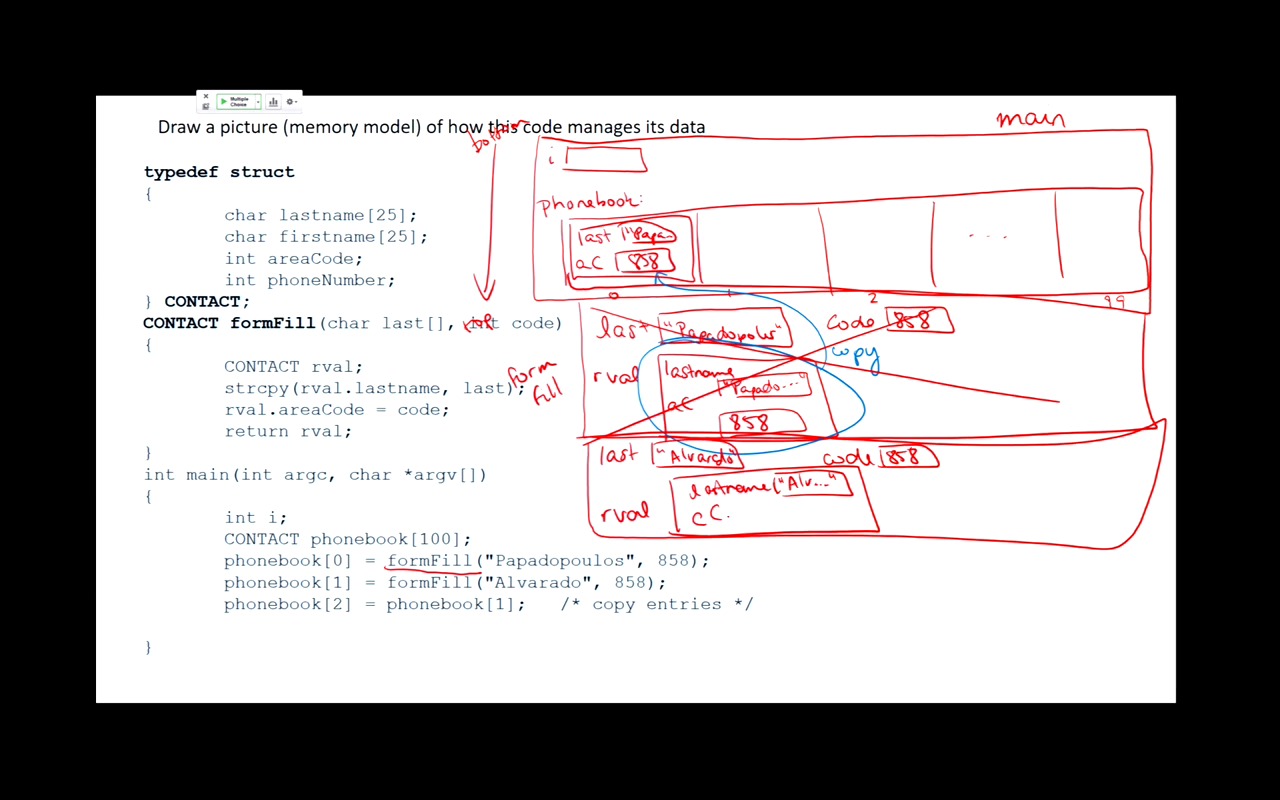 Multiple
Choice
Draw a picture (memory model) of how this code manages its data
bottom
main
typedef struct
{
char lastname[25];
char firstname[25];
int areaCode;
int phoneNumber;
} CONTACT;
CONTACT formFill(char last[], int code)
{
CONTACT rval;
strcpy(rval.lastname, last);
rval.areaCode = code;
return rval;
}
int main(int argc, char *argv[])
{
int i;
CONTACT phonebook[100];
phonebook[0] = formFill("Papadopoulos", 858);
phonebook[1] = formFill("Alvarado", 858);
phonebook[2] = phonebook[1]; /* copy entries */
}
i
phonebook:
last "Papa
aC 858
....
0 1 2 99
top
form
fill
last "Papadopolis" code 858
copy
rval lastname "Papado..."
aC 858
last "Alvarado" code 858
rval lastname "Alv..."
cC.